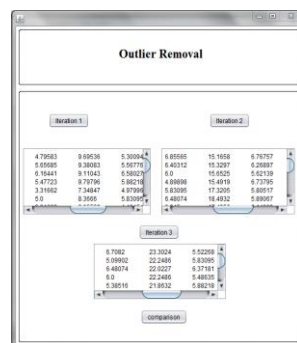 Outlier Removal
Iteration 1
Iteration 2
4.79583 9.69536 5.30094
5.65685 9.38083 5.56776
6.16441 9.11043 6.58027
5.47723 9.79796 5.88218
3.31662 7.34847 4.97996
5.0 8.3666 5.83095
6.85565 15.1658 6.76757
6.40312 15.3297 6.26897
6.0 15.6525 5.62139
4.89898 15.4919 6.73795
5.83095 17.3205 5.80517
6.48074 18.4932 5.89067
Iteration 3
6.7082 23.3024 5.52268
5.09902 22.2486 5.83095
6.48074 22.0227 6.37181
6.0 22.2486 5.48635
5.38516 21.8632 5.88218
comparison